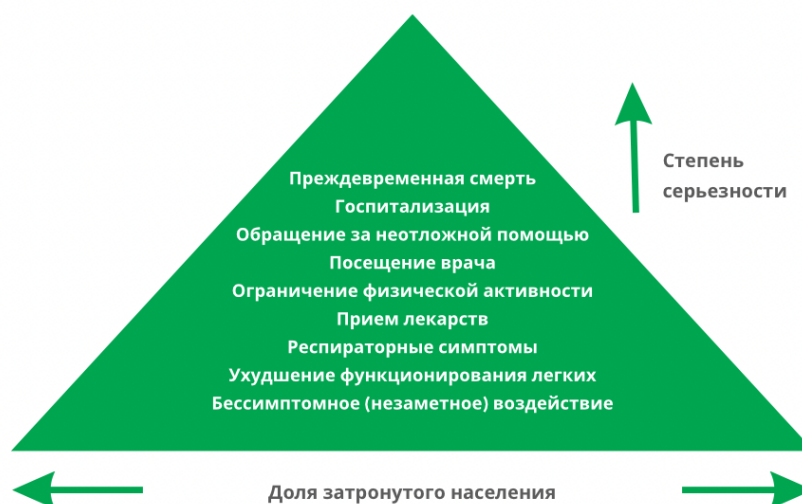 Преждевременная смерть
Госпитализация
Обращение за неотложной помощью
Посещение врача
Ограничение физической активности
Прием лекарств
Респираторные симптомы
Ухудшение функционирования легких
Бессимптомное (незаметное) воздействие
Степень
серьезности
Доля затронутого населения